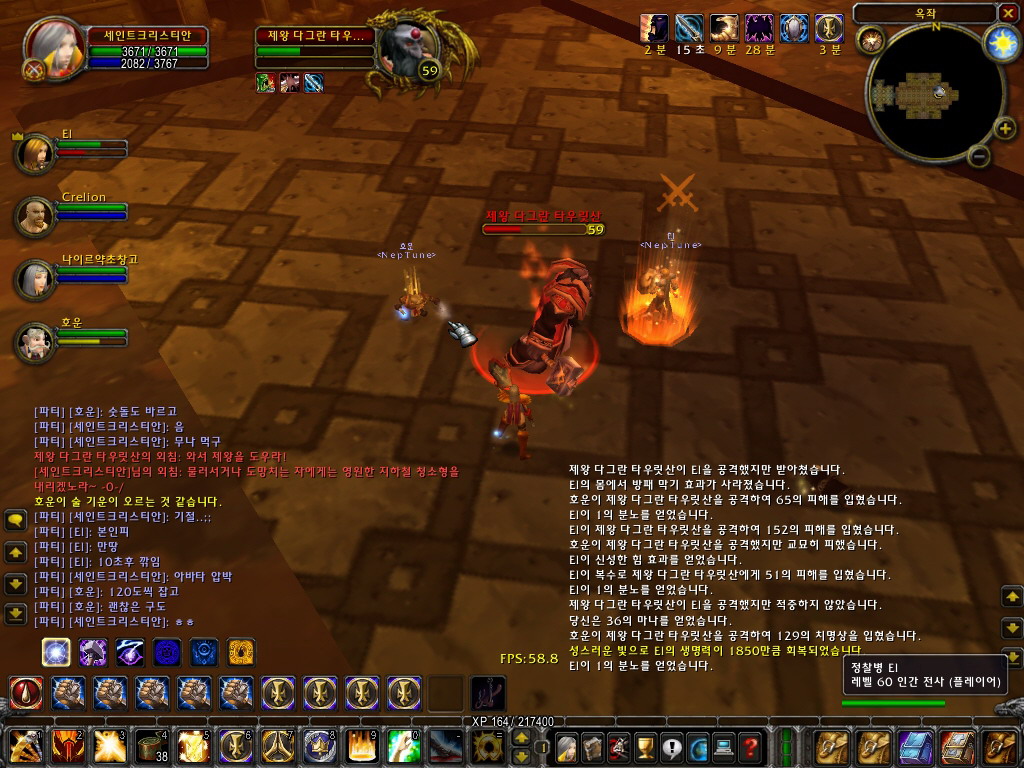 세인트크리스티안
3671 / 3671
2082 / 3767
제왕 다그란 타우...
59
2 분
15 초
9 분
28 분
3 분
옥좌
N
El
Crelion
나이르약초창고
호운
제왕 다그란 타우릿산
59
호운
<NepTune>
<NepTune>
[파티] [호운]: 숫돌도 바르고
[파티] [세인트크리스티안]: 음
[파티] [세인트크리스티안]: 무나 먹구
제왕 다그란 타우릿산의 외침: 와서 제왕을 도우라!
[세인트크리스티안]님의 외침: 물러서거나 도망치는 자에게는 영원한 지하철 청소형을
내리겠노라~ -0-/
호운이 술 기운이 오르는 것 같습니다.
[파티] [세인트크리스티안]: 기절..;;
[파티] [El]: 본인피
[파티] [El]: 만땅
[파티] [El]: 10초후 깎임
[파티] [세인트크리스티안]: 아바타 압박
[파티] [호운]: 120도씩 잡고
[파티] [호운]: 괜찮은 구도
[파티] [세인트크리스티안]: ㅎㅎ
제왕 다그란 타우릿산이 El을 공격했지만 받아쳤습니다.
El의 몸에서 방패 막기 효과가 사라졌습니다.
호운이 제왕 다그란 타우릿산을 공격하여 65의 피해를 입혔습니다.
El이 1의 분노를 얻었습니다.
El이 제왕 다그란 타우릿산을 공격하여 152의 피해를 입혔습니다.
호운이 제왕 다그란 타우릿산을 공격했지만 교묘히 피했습니다.
El이 신성한 힘 효과를 얻었습니다.
El이 복수로 제왕 다그란 타우릿산에게 51의 피해를 입혔습니다.
El이 1의 분노를 얻었습니다.
제왕 다그란 타우릿산이 El을 공격했지만 적중하지 않았습니다.
당신은 36의 마나를 얻었습니다.
호운이 제왕 다그란 타우릿산을 공격하여 129의 치명상을 입혔습니다.
성스러운 빛으로 El의 생명력이 1850만큼 회복되었습니다.
El이 1의 분노를 얻었습니다.
FPS:58.8
정찰병 El
레벨 60 인간 전사 (플레이어)
XP 164/ 217400
1 2 3 4 5 6 7 8 9 0 - =
38
1